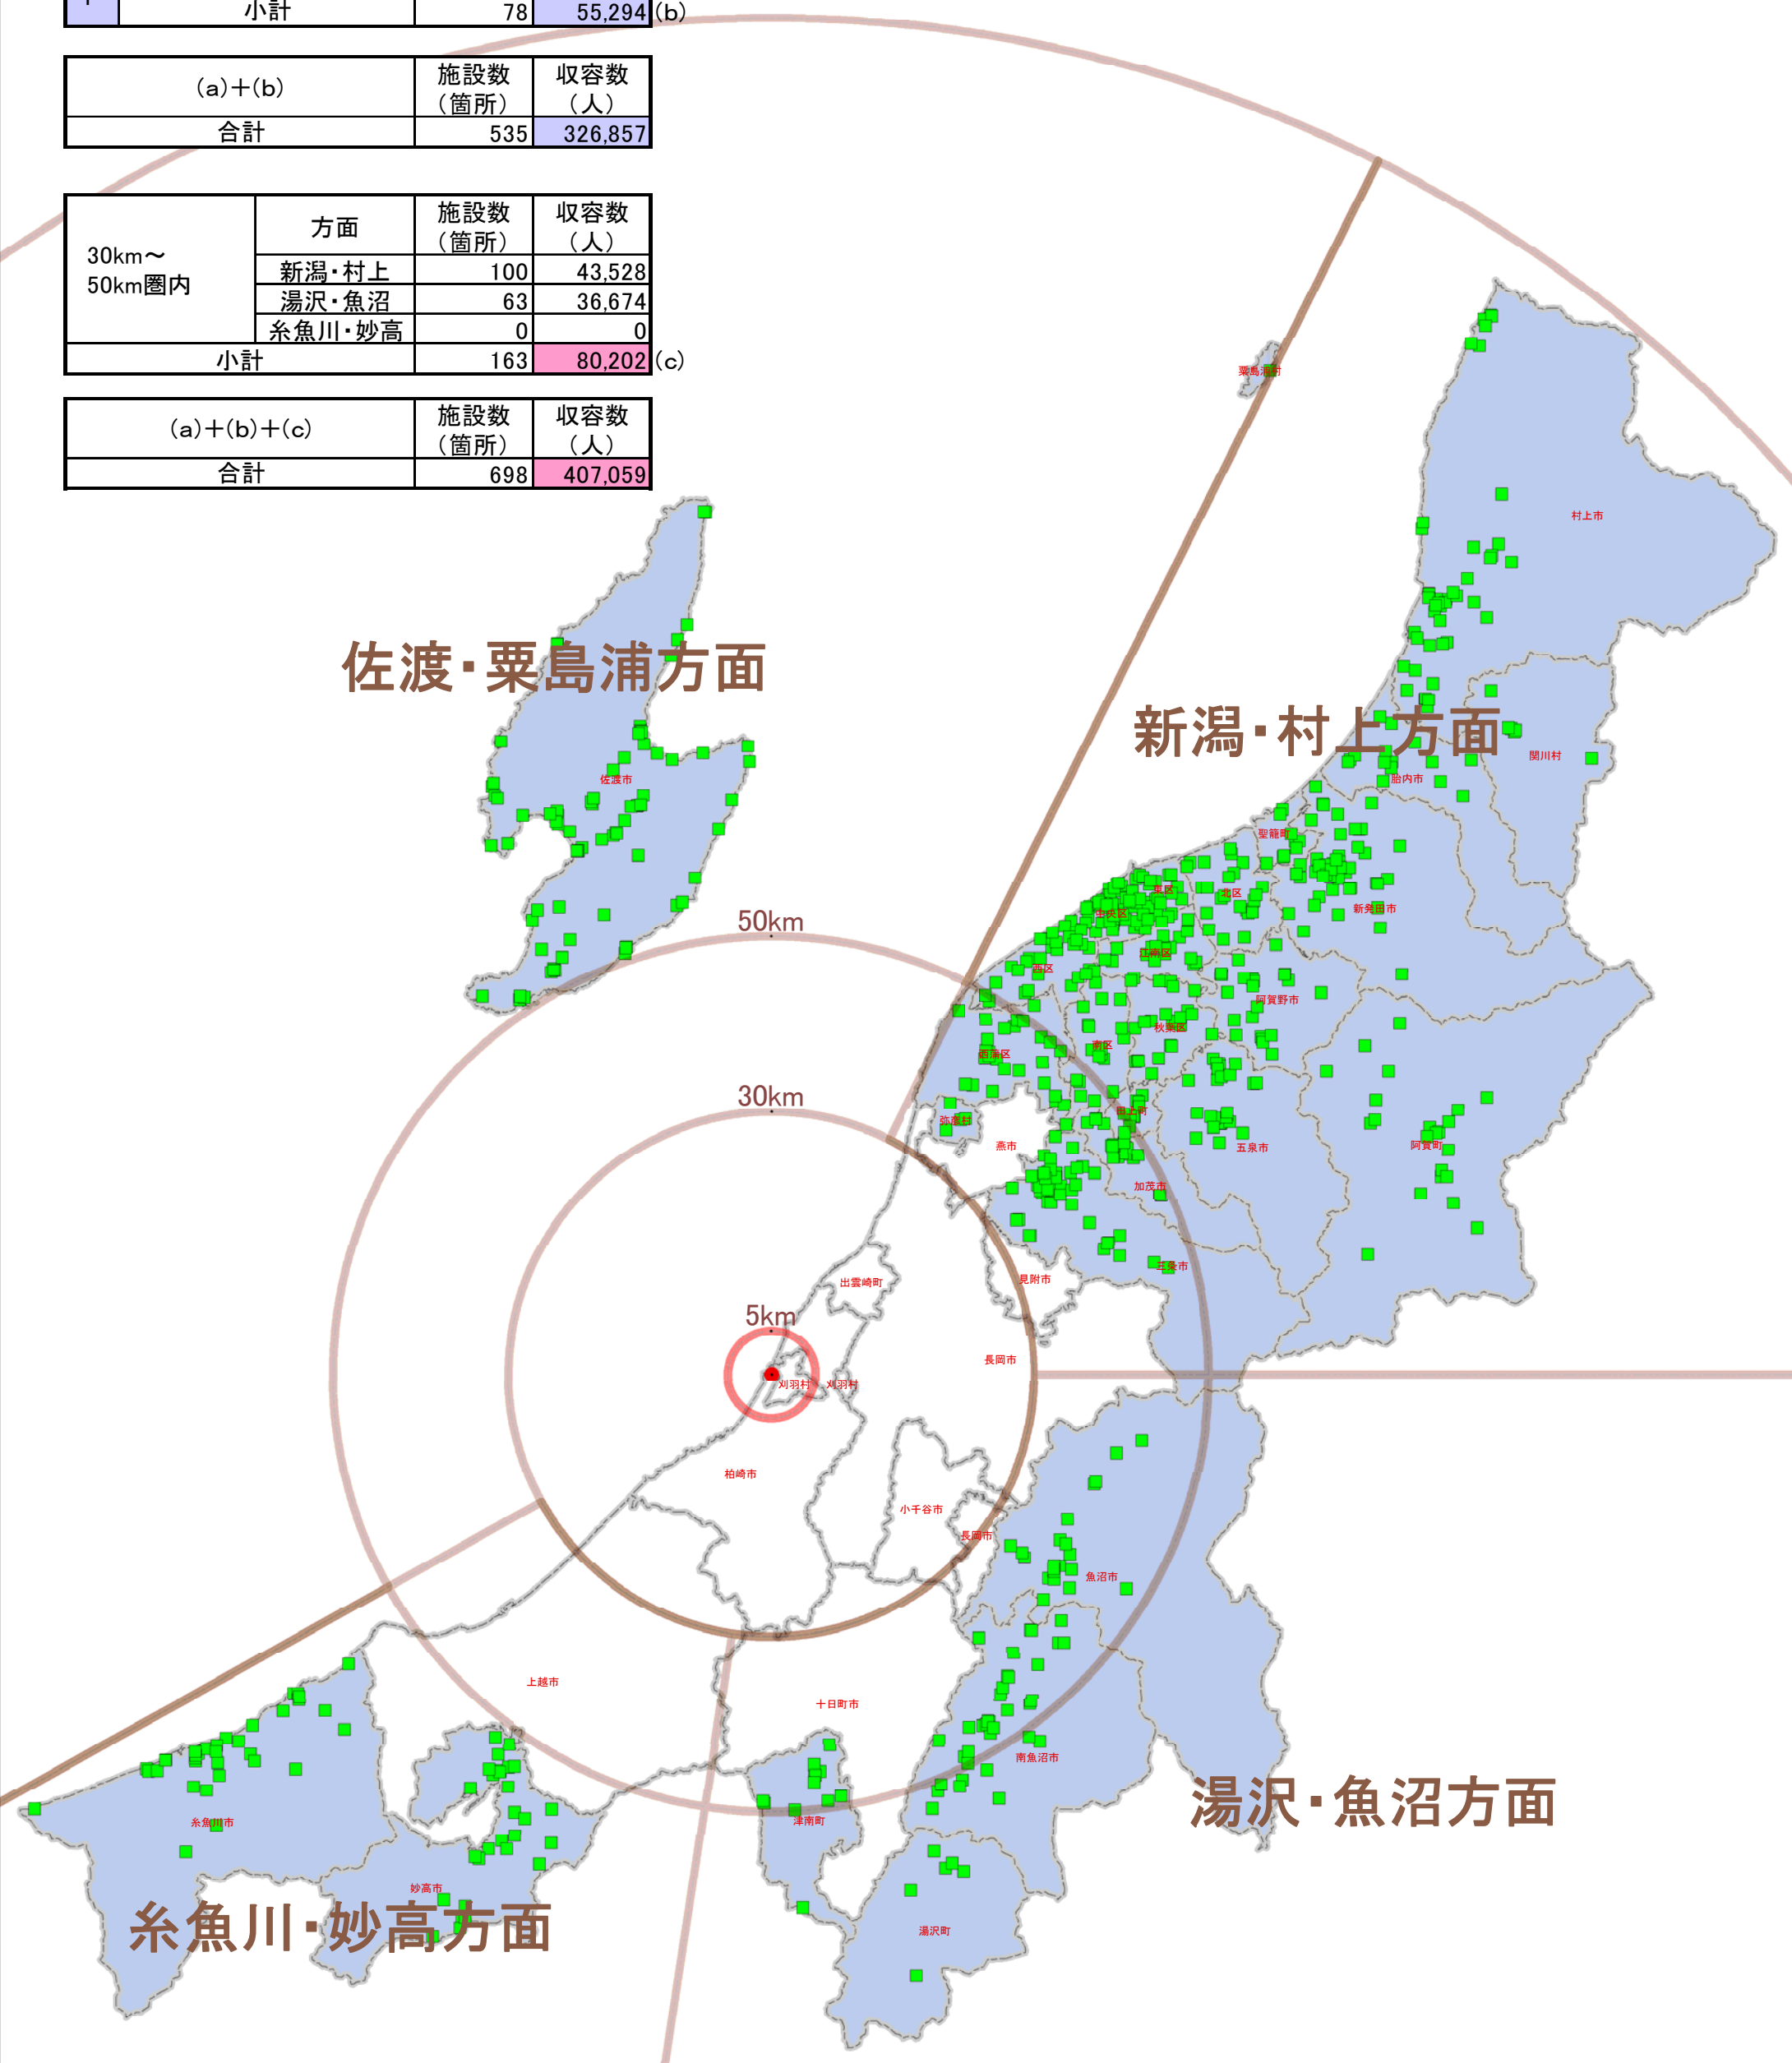 小計 78 55,294 (b)
(a)+(b) 施設数(箇所) 収容数(人)
合計 535 326,857
30km~50km圏内 方面 施設数(箇所) 収容数(人)
新潟・村上 100 43,528
湯沢・魚沼 63 36,674
糸魚川・妙高 0 0
小計 163 80,202 (c)
(a)+(b)+(c) 施設数(箇所) 収容数(人)
合計 698 407,059
粟島浦村
村上市
佐渡・粟島浦方面
新潟・村上方面
関川村
佐渡市
胎内市
聖籠町
東区
北区
中央区
新発田市
50km
江南区
西区
阿賀野市
秋葉区
南区
西蒲区
30km
田上町
弥彦村
燕市
五泉市
阿賀町
加茂市
三条市
見附市
出雲崎町
5km
長岡市
刈羽村
刈羽村
柏崎市
小千谷市
長岡市
魚沼市
上越市
十日町市
南魚沼市
湯沢・魚沼方面
津南町
糸魚川市
妙高市
糸魚川・妙高方面
湯沢町